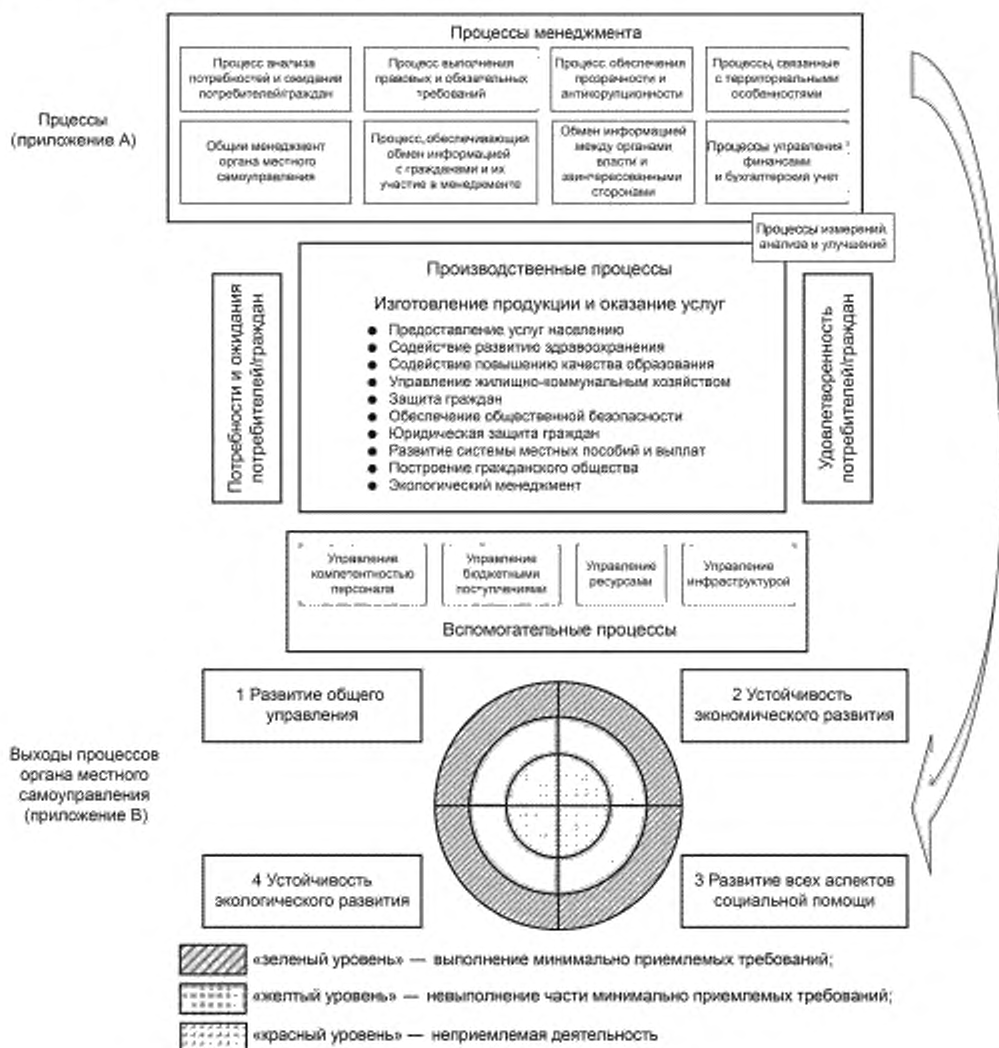 Процессы менеджмента
Процесс анализа
потребностей и ожиданий
потребителей/граждан
Процесс выполнения
правовых и обязательных
требований
Процесс обеспечения
прозрачности и
антикорупционности
Процессы, связанные
с территориальными
особенностями
Прцессы
(приложение А)
Общий менеджмент
органа местного
самоуправления
Процесс, обеспечивающий
обмен информацией
с гражданами и их
участие в менеджменте
Обмен информацией
между органами
власти и
заинтересованными
сторонами
Процессы управления
финансами
и бухгалтерский учет
Процессы измерений,
анализа и улучшений
Потребности и ожидания
потребителей/граждан
Производственные процессы
Изготовление продукции и оказание услуг
● Предоставление услуг населению
● Содействие развитию здравоохранения
● Содействие повышению качества образования
● Управление жилищно-коммунальным хозяйством
● Защита граждан
● Обеспечение общественной безопасности
● Юридическая защита граждан
● Развитие системы местных пособий и выплат
● Построение гражданского общества
● Экологический менеджмент
Удовлетворенность
потребителей/граждан
Управление
компетентностью
персонала
Управление
бюджетными
поступлениями
Управление
ресурсами
Управление
инфраструктурой
Вспомогательные процессы
1 Развитие общего
управления
2 Устойчивость
экономического развития
Выходы процессов
органа местного
самоуправления
(приложение В)
4 Устойчивость
экологического развития
3 Развитие всех аспектов
социальной помощи
«зеленый уровень» — выполнение минимально приемлемых требований;
«желтый уровень» — невыполнение части минимально приемлемых требований;
«красный уровень» — неприемлемая деятельность